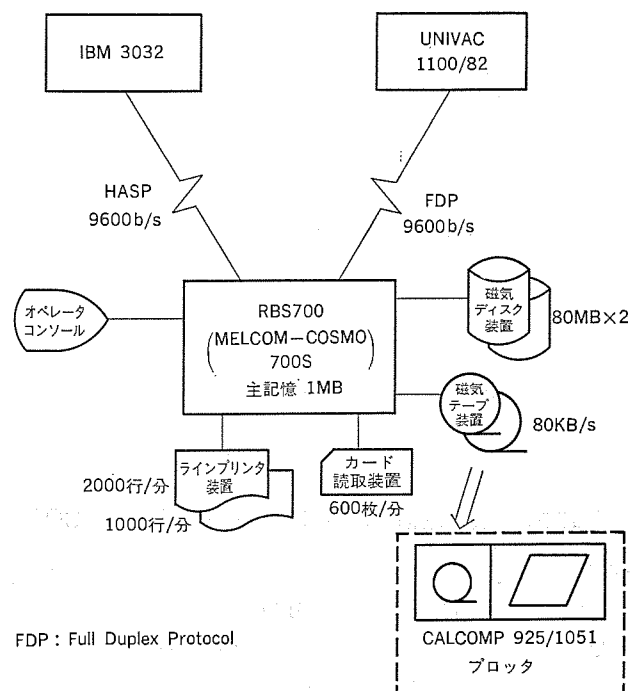 IBM 3032
UNIVAC
1100/82
HASP
9600b/s
FDP
9600b/s
オペレータ
コンソール
RBS700
(MELCOM-COSMO)
700S
主記憶 1MB
磁気
ディスク
装置
80MB×2
磁気
テープ
装置
80KB/s
ラインプリンタ
装置
2000行/分
1000行/分
カード
読取装置
600枚/分
FDP : Full Duplex Protocol
CALCOMP 925/1051
プロッタ